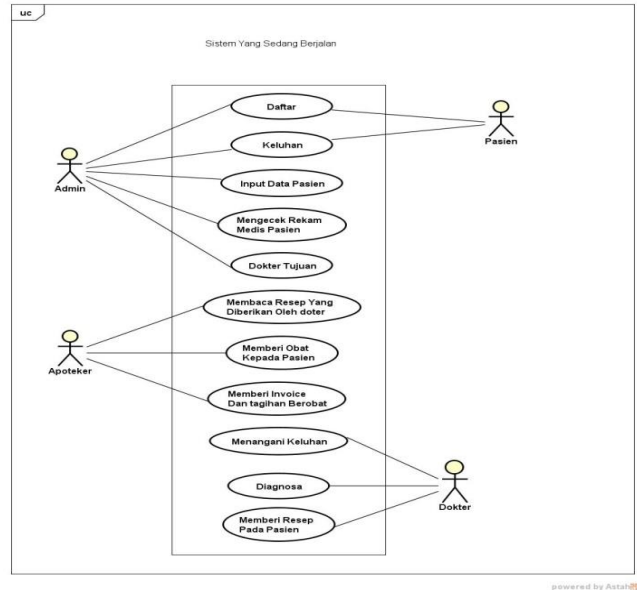 uc
Sistem Yang Sedang Berjalan
Daftar
Pasien
Keluhan
Admin
Input Data Pasien
Mengecek Rekam
Medis Pasien
Dokter Tujuan
Membaca Resep Yang
Diberikan Oleh doter
Apoteker
Memberi Obat
Kepada Pasien
Memberi Invoice
Dan tagihan Berobat
Menangani Keluhan
Diagnosa
Dokter
Memberi Resep
Pada Pasien
powered by Astah